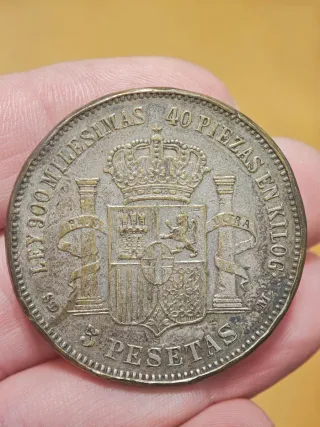 LEY 900 MILESIMAS 40 PIEZAS EN KILOG.
5 PESETAS